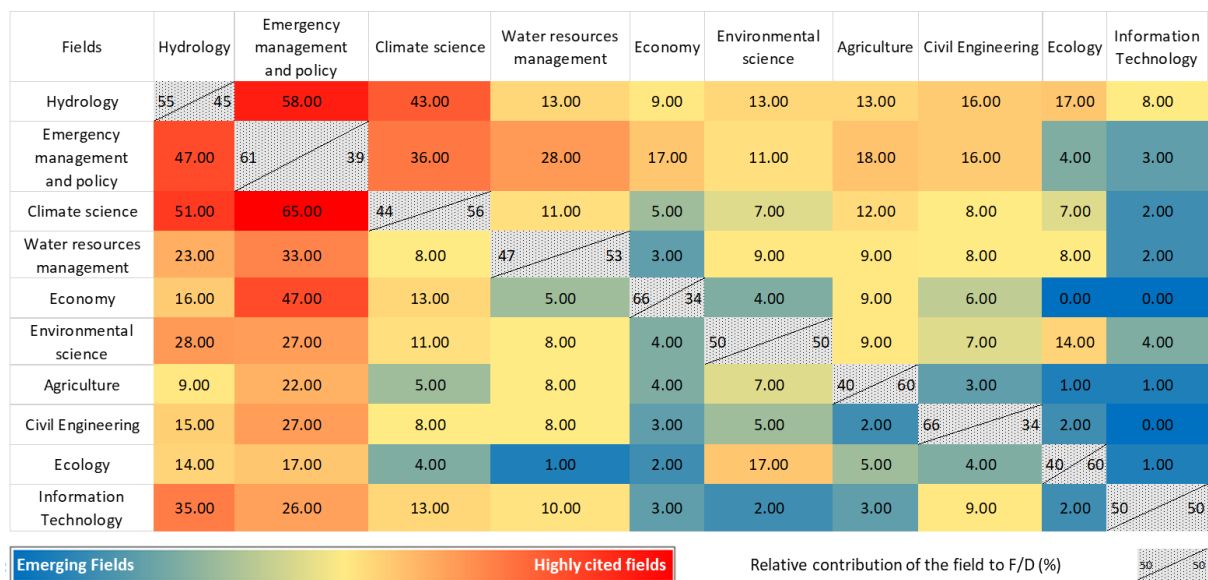 Fields Hydrology Emergency management and policy Climate science Water resources management Economy Environmental science Agriculture Civil Engineering Ecology Information Technology
Hydrology 55 45 58.00 43.00 13.00 9.00 13.00 13.00 16.00 17.00 8.00
Emergency management and policy 47.00 61 39 36.00 28.00 17.00 11.00 18.00 16.00 4.00 3.00
Climate science 51.00 65.00 44 56 11.00 5.00 7.00 12.00 8.00 7.00 2.00
Water resources management 23.00 33.00 8.00 47 53 3.00 9.00 9.00 8.00 8.00 2.00
Economy 16.00 47.00 13.00 5.00 66 34 4.00 9.00 6.00 0.00 0.00
Environmental science 28.00 27.00 11.00 8.00 4.00 50 50 9.00 7.00 14.00 4.00
Agriculture 9.00 22.00 5.00 8.00 4.00 7.00 40 60 3.00 1.00 1.00
Civil Engineering 15.00 27.00 8.00 8.00 3.00 5.00 2.00 66 34 2.00 0.00
Ecology 14.00 17.00 4.00 1.00 2.00 17.00 5.00 4.00 40 60 1.00
Information Technology 35.00 26.00 13.00 10.00 3.00 2.00 3.00 9.00 2.00 50 50
Emerging Fields Highly cited fields Relative contribution of the field to F/D (%) 50 50